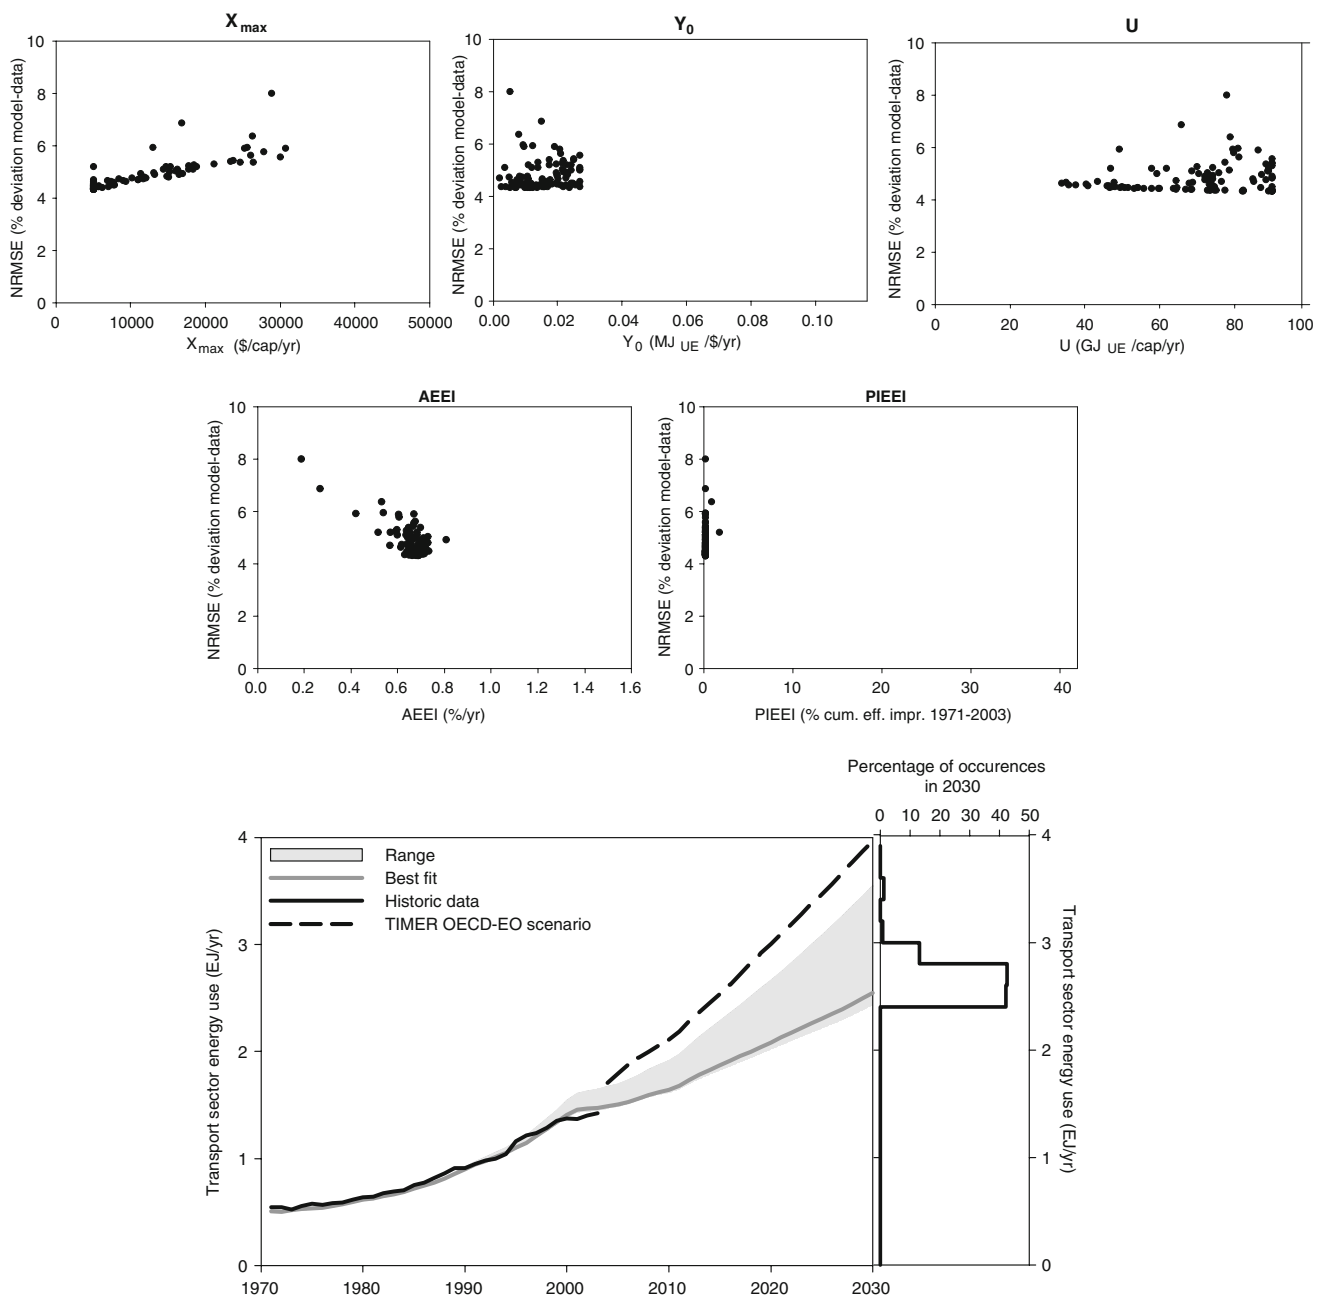 X max
NRMSE (% deviation model-data)
10
8
6
4
2
0
0 10000 20000 30000 40000 50000
X max ($/cap/yr)
Y0
NRMSE (% deviation model-data)
10
8
6
4
2
0
0.00 0.02 0.04 0.06 0.08 0.10
Y0 (MJ UE /$/yr)
U
NRMSE (% deviation model-data)
10
8
6
4
2
0
0 20 40 60 80 100
U (GJ UE /cap/yr)
AEEI
NRMSE (% deviation model-data)
10
8
6
4
2
0
0.0 0.2 0.4 0.6 0.8 1.0 1.2 1.4 1.6
AEEI (%/yr)
PIEEI
NRMSE (% deviation model-data)
10
8
6
4
2
0
0 10 20 30 40
PIEEI (% cum. eff. impr. 1971-2003)
Transport sector energy use (EJ/yr)
4
3
2
1
0
Range
Best fit
Historic data
TIMER OECD-EO scenario
1970 1980 1990 2000 2010 2020 2030
Percentage of occurences
in 2030
0 10 20 30 40 50
4
3
2
1
0
Transport sector energy use (EJ/yr)